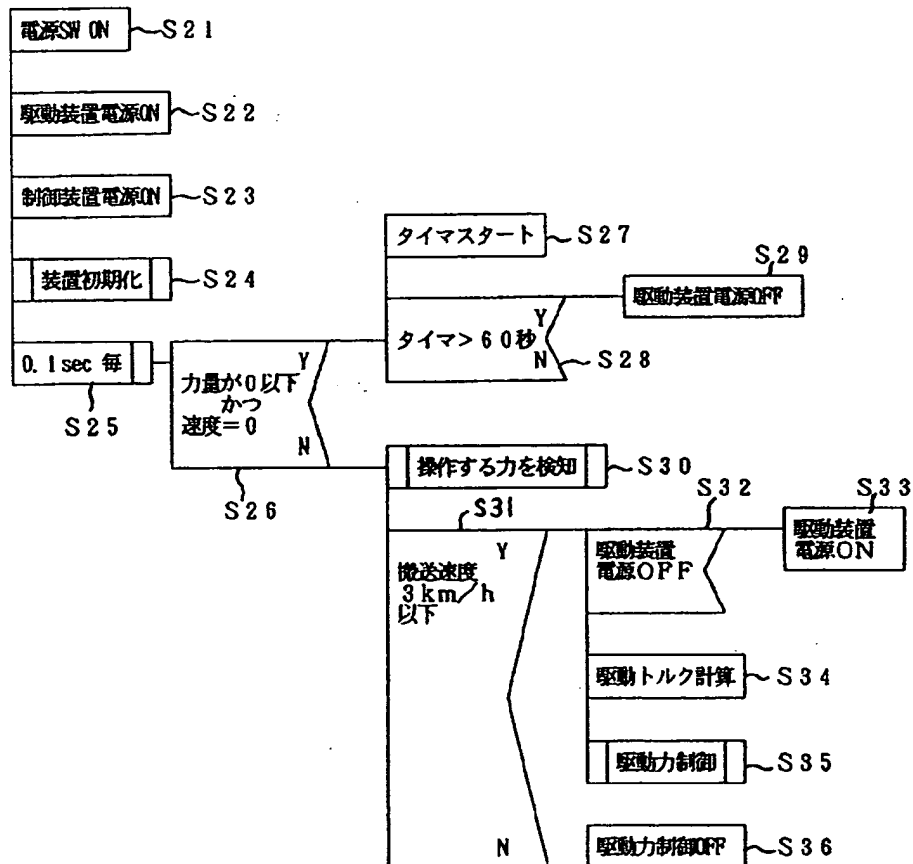 電源SW ON
S21
駆動装置電源ON
S22
制御装置電源ON
S23
装置初期化
S24
0.1sec 毎
S25
力量が0以下
かつ
速度=0
Y
N
S26
タイマスタート
S27
タイマ>60秒
Y
N
S28
駆動装置電源OFF
S29
操作する力を検知
S30
S31
搬送速度
3km/h
以下
Y
N
駆動装置
電源OFF
S32
駆動装置
電源ON
S33
駆動トルク計算
S34
駆動力制御
S35
駆動力制御OFF
S36